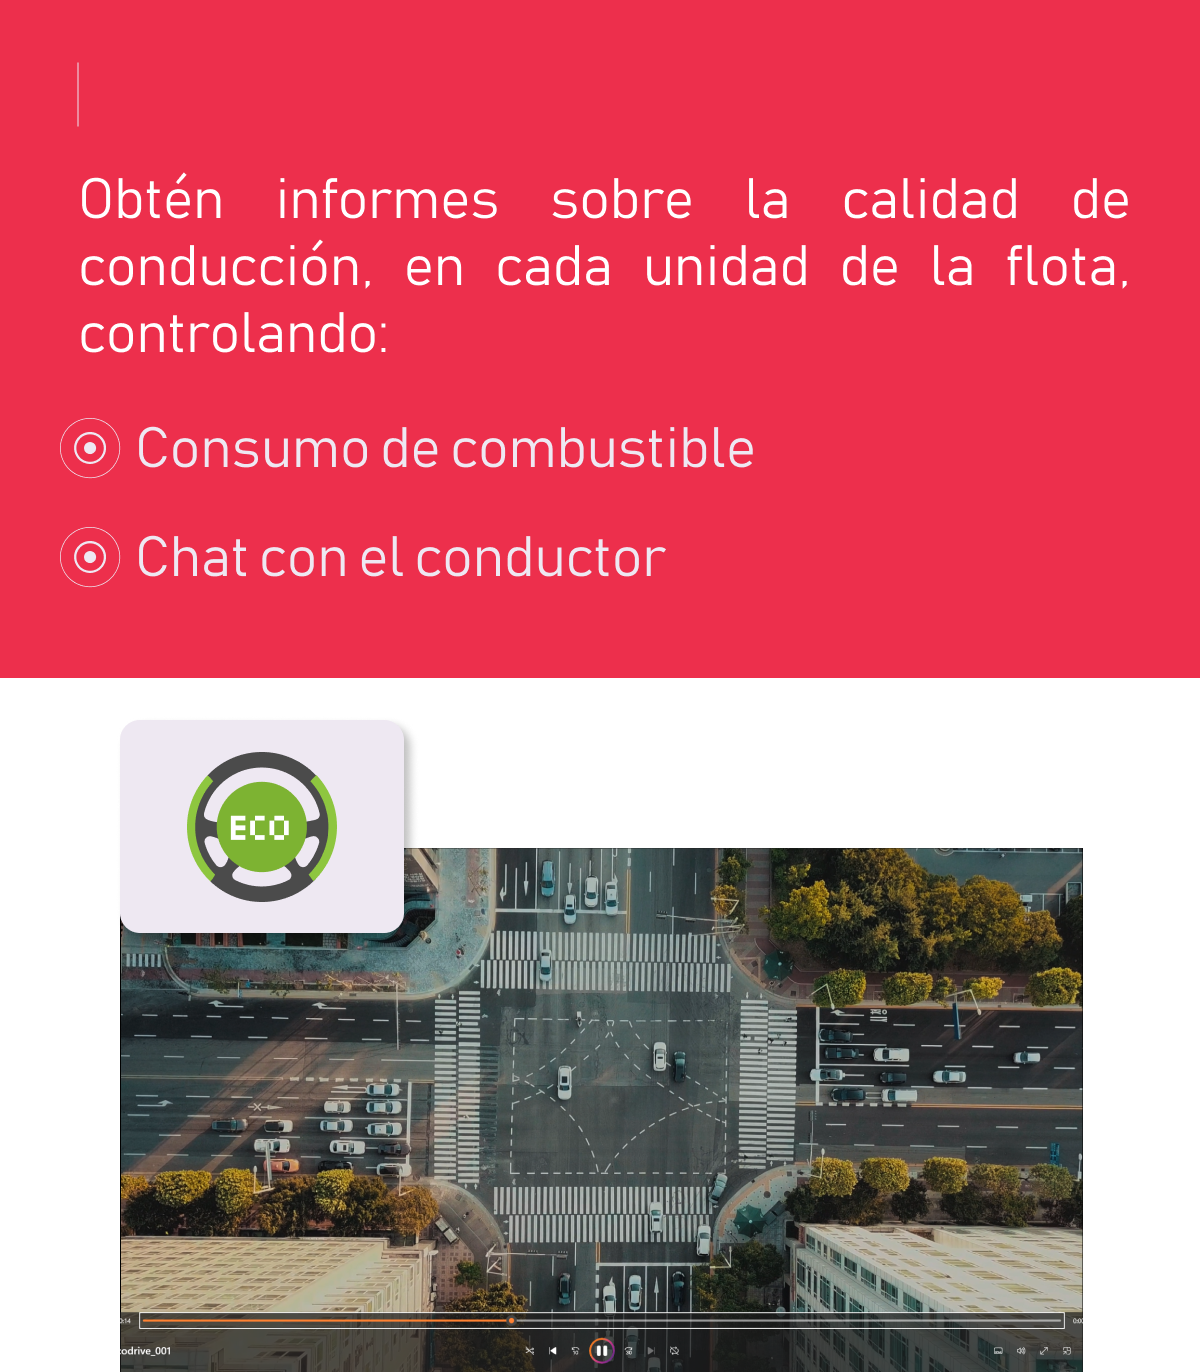 Obtén informes sobre la calidad de
conducción, en cada unidad de la flota,
controlando:
Consumo de combustible
Chat con el conductor
ECO
0:14
0:00
codrive_001